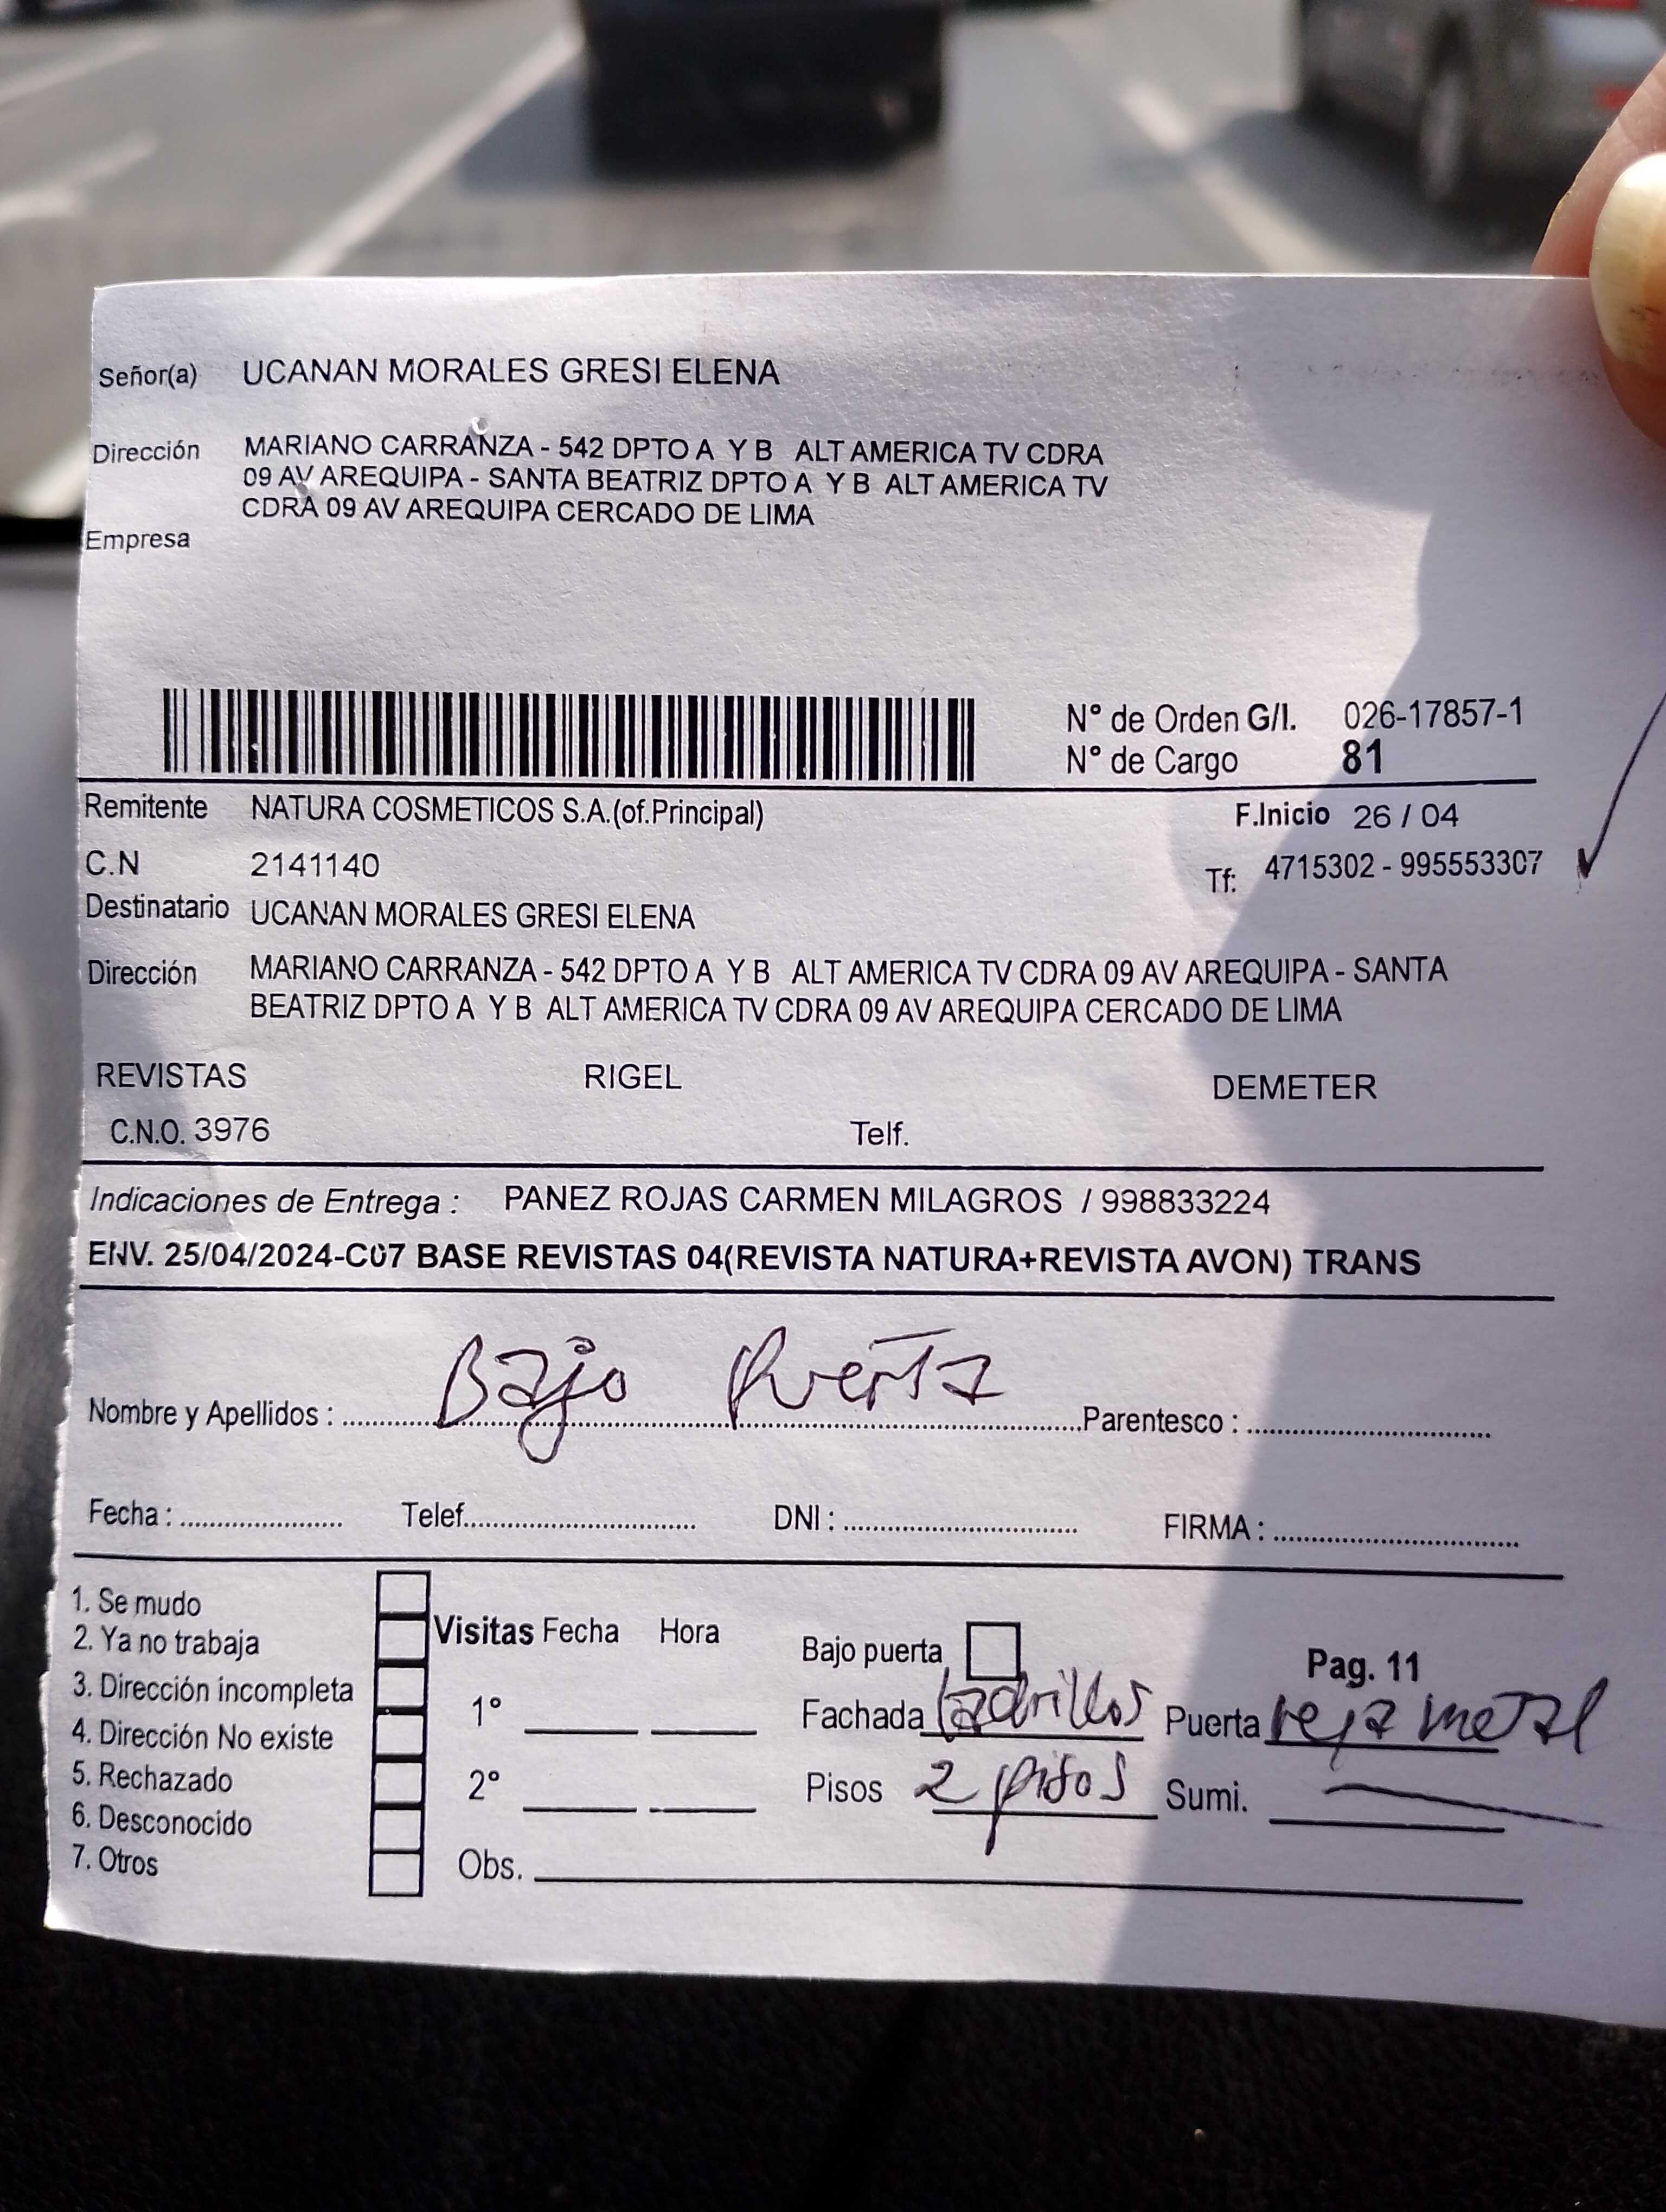 Señor(a) UCANAN MORALES GRESI ELENA
Dirección MARIANO CARRANZA - 542 DPTO A Y B ALT AMERICA TV CDRA
09 AV AREQUIPA - SANTA BEATRIZ DPTO A Y B ALT AMERICA TV
CDRA 09 AV AREQUIPA CERCADO DE LIMA
Empresa
N° de Orden G/I. 026-17857-1
N° de Cargo 81
Remitente NATURA COSMETICOS S.A.(of.Principal) F.Inicio 26 / 04
C.N 2141140 Tf: 4715302 - 995553307
Destinatario UCANAN MORALES GRESI ELENA
Dirección MARIANO CARRANZA - 542 DPTO A Y B ALT AMERICA TV CDRA 09 AV AREQUIPA - SANTA
BEATRIZ DPTO A Y B ALT AMERICA TV CDRA 09 AV AREQUIPA CERCADO DE LIMA
REVISTAS RIGEL DEMETER
C.N.O. 3976 Telf.
Indicaciones de Entrega : PANEZ ROJAS CARMEN MILAGROS / 998833224
ENV. 25/04/2024-C07 BASE REVISTAS 04(REVISTA NATURA+REVISTA AVON) TRANS
Nombre y Apellidos : Bajo Puerta Parentesco :
Fecha : Telef. DNI : FIRMA :
1. Se mudo
2. Ya no trabaja Visitas Fecha Hora Bajo puerta Pag. 11
3. Dirección incompleta 1° Fachada ladrillos Puerta reja metal
4. Dirección No existe
5. Rechazado 2° Pisos 2 pisos Sumi.
6. Desconocido
7. Otros Obs.